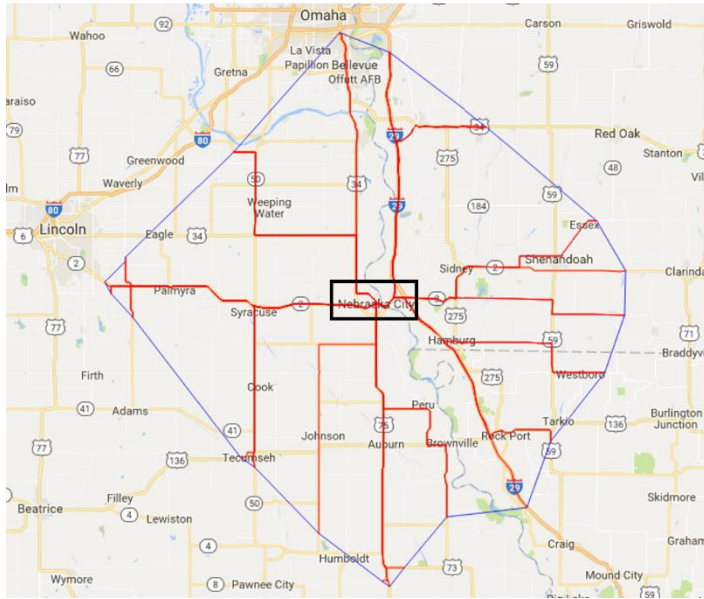 Omaha
Carson
Griswold
92
Wahoo
La Vista
Papillion Bellevue
Offutt AFB
59
66
Gretna
araiso
79
77
80
29
34
Red Oak
Stanton
275
48
Greenwood
Waverly
50
34
184
59
29
Weeping
Water
80
6
Lincoln
Eagle
34
Essex
2
Sidney
2
Shenandoah
Clarinda
Palmyra
Syracuse
2
Nebraska City
2
275
77
Hamburg
59
71
Braddyv
Firth
275
Westboro
Cook
Peru
41
Adams
41
Johnson
75
Auburn
Brownville
Rock Port
Tarkio
136
Burlington
Junction
77
136
Tecumseh
59
Filley
Beatrice
4
Lewiston
50
29
Skidmore
4
Craig
Graham
Humboldt
73
Wymore
8
Pawnee City
Mound City
59